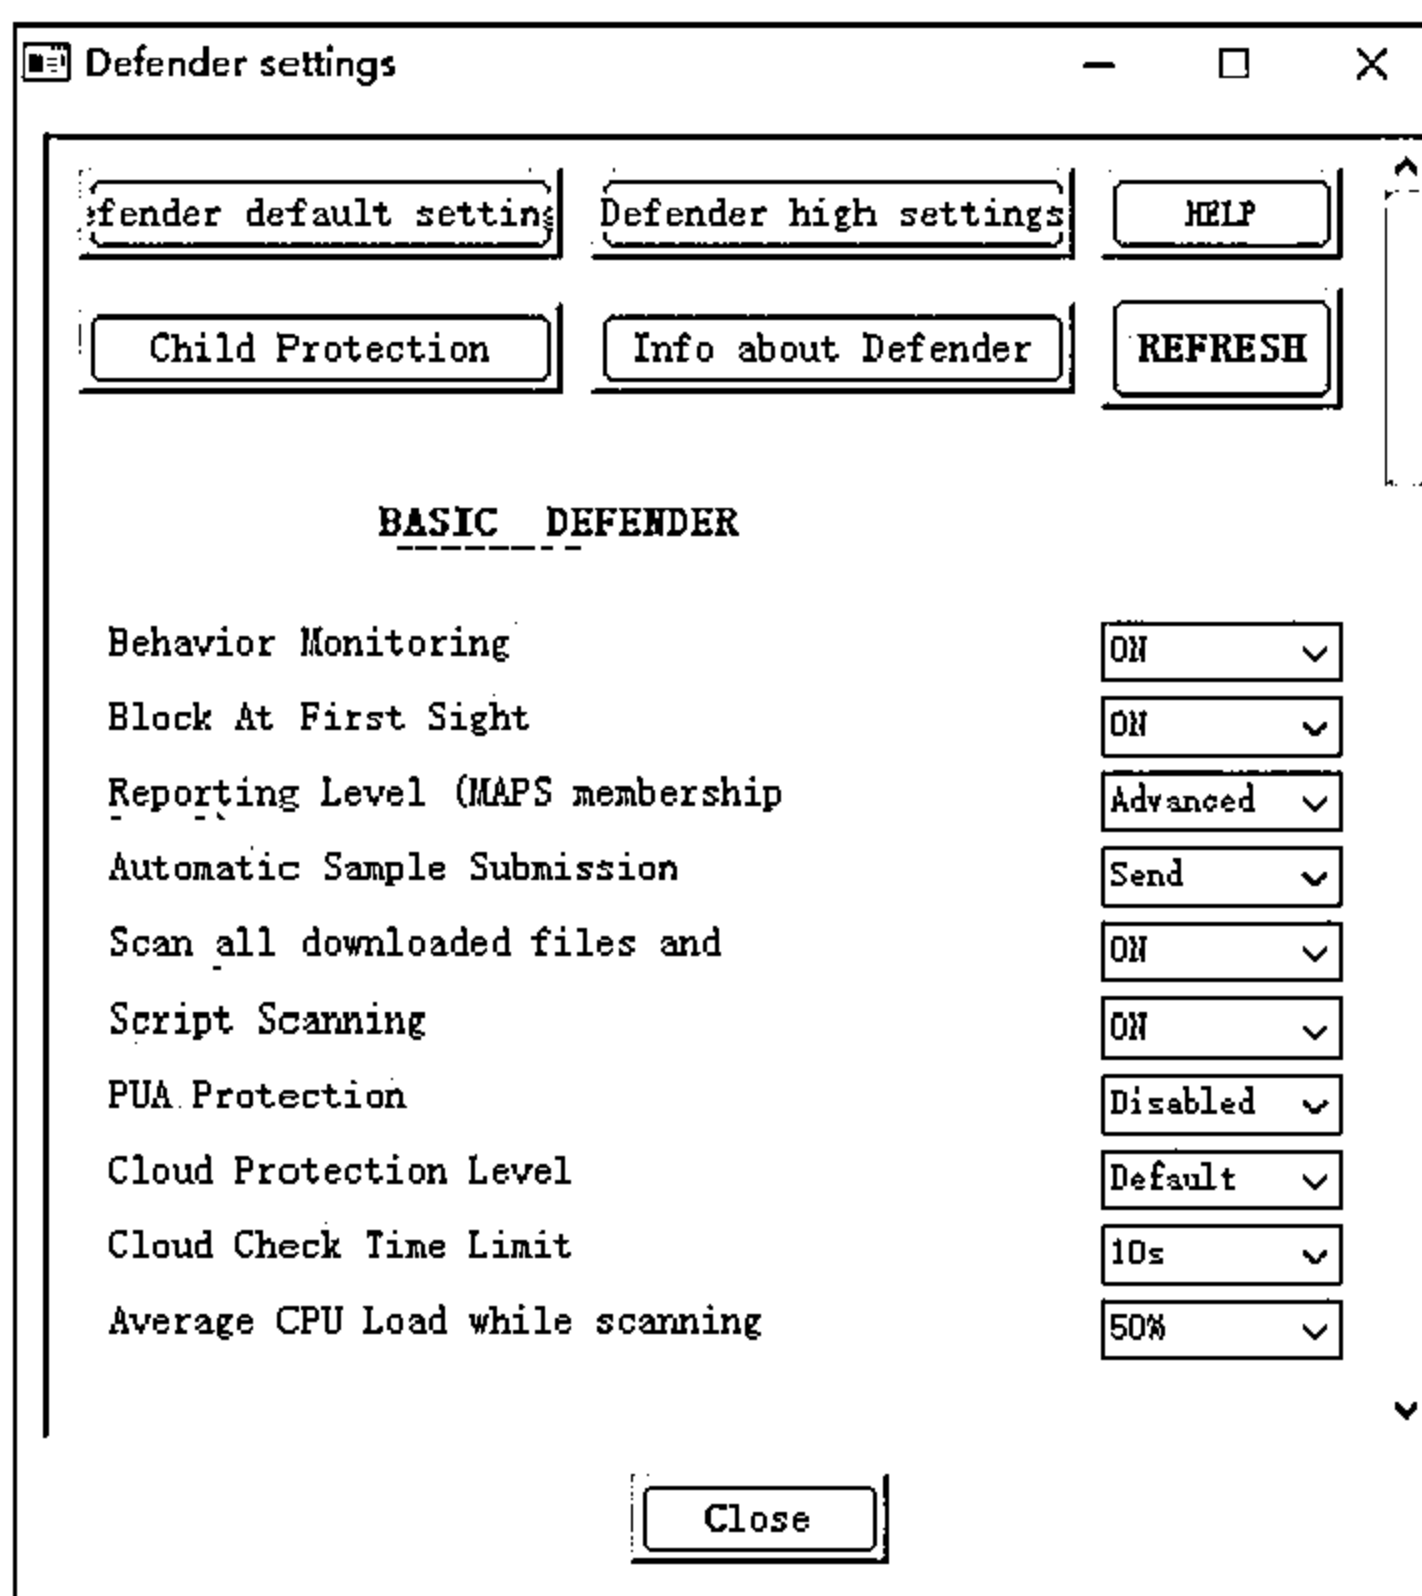 Defender settings
efender default setting
Defender high settings
HELP
Child Protection
Info about Defender
REFRESH
BASIC DEFENDER
Behavior Monitoring ON
Block At First Sight ON
Reporting Level (MAPS membership Advanced
Automatic Sample Submission Send
Scan all downloaded files and ON
Script Scanning ON
PUA Protection Disabled
Cloud Protection Level Default
Cloud Check Time Limit 10s
Average CPU Load while scanning 50%
Close